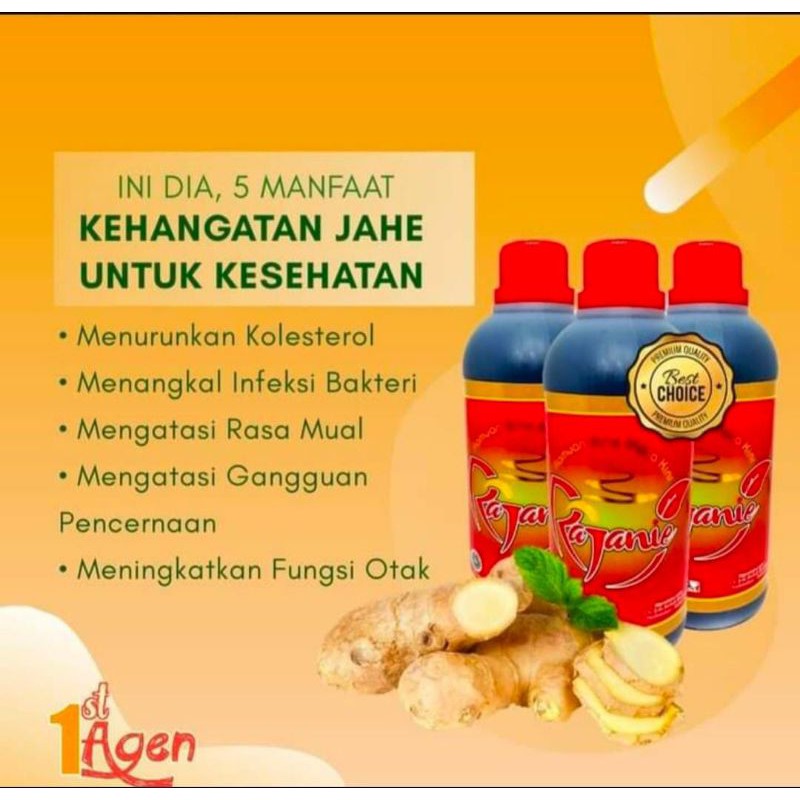 INI DIA, 5 MANFAAT
KEHANGATAN JAHE
UNTUK KESEHATAN
• Menurunkan Kolesterol
• Menangkal Infeksi Bakteri
• Mengatasi Rasa Mual
• Mengatasi Gangguan
Pencernaan
• Meningkatkan Fungsi Otak
PREMIUM QUALITY
Best
CHOICE
PREMIUM QUALITY
1st
Agen